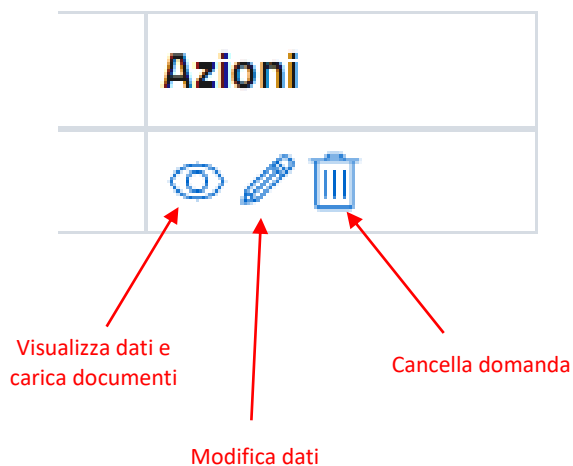 Azioni
Visualizza dati e
carica documenti
Cancella domanda
Modifica dati